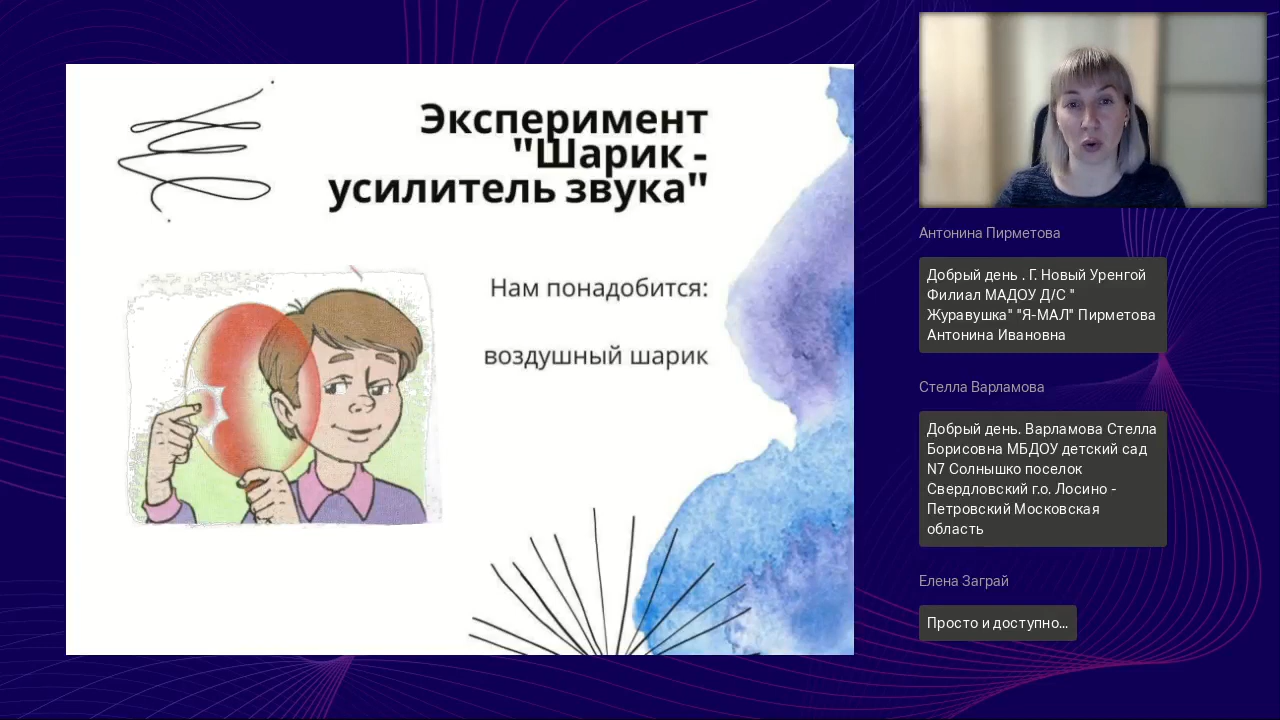 Эксперимент
"Шарик -
усилитель звука"
Нам понадобится:
воздушный шарик
Антонина Пирметова
Добрый день . Г. Новый Уренгой
Филиал МАДОУ Д/С "
Журавушка" "Я-МАЛ" Пирметова
Антонина Ивановна
Стелла Варламова
Добрый день. Варламова Стелла
Борисовна МБДОУ детский сад
N7 Солнышко поселок
Свердловский г.о. Лосино -
Петровский Московская
область
Елена Заграй
Просто и доступно...